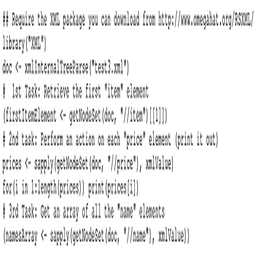 ## Require the XML package you can download from http://www.omegahat.org/RSXML/
library("XML")
doc <- xmlInternalTreeParse("test3.xml")
# 1st Task: Retrieve the first "item" element
(firstItemElement <- getNodeSet(doc, "//item")[[1]])
# 2nd task: Perform an action on each "price" element (print it out)
prices <- sapply(getNodeSet(doc, "//price"), xmlValue)
for(i in 1:length(prices)) print(prices[i])
# 3rd Task: Get an array of all the "name" elements
(namesArray <- sapply(getNodeSet(doc, "//name"), xmlValue))